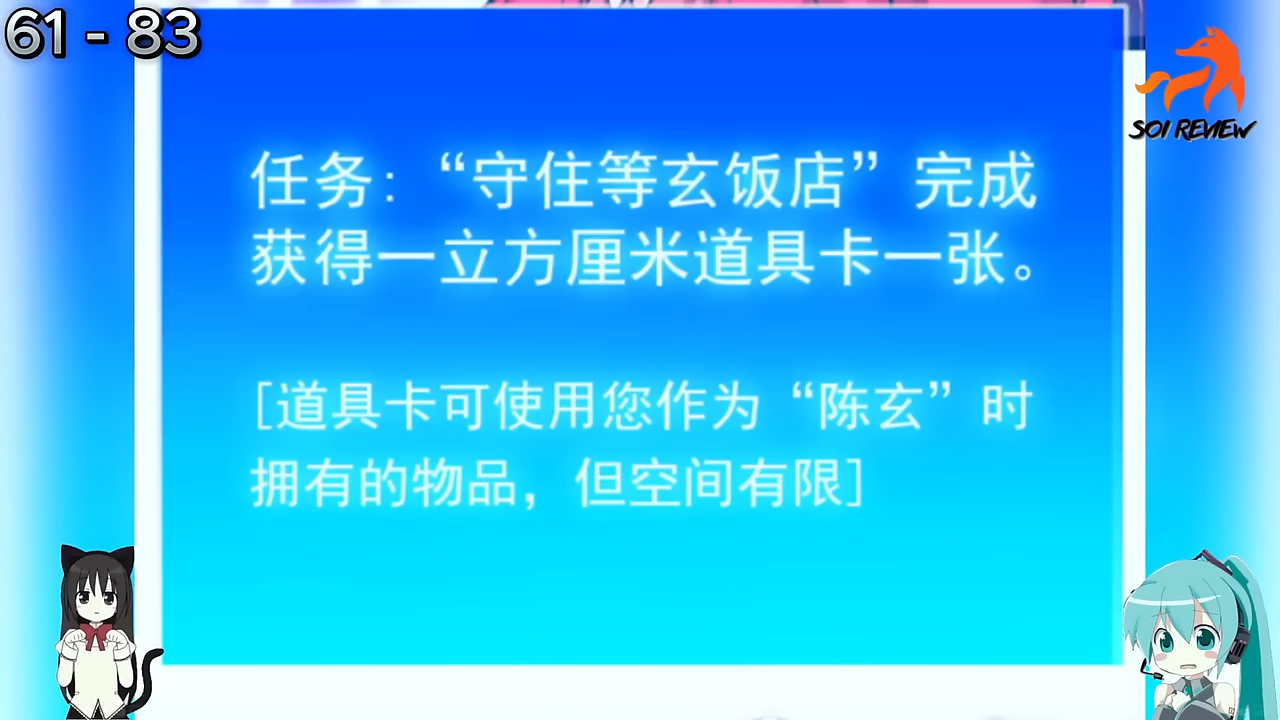 61 - 83
SOI REVIEW
任务：“守住等玄饭店”完成
获得一立方厘米道具卡一张。
[道具卡可使用您作为“陈玄”时
拥有的物品，但空间有限]